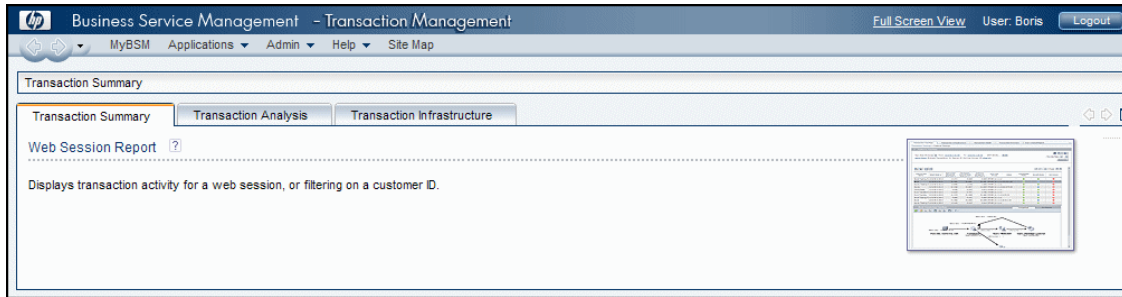 hp Business Service Management - Transaction Management Full Screen View User: Boris Logout
MyBSM Applications Admin Help Site Map
Transaction Summary
Transaction Summary Transaction Analysis Transaction Infrastructure
Web Session Report ?
Displays transaction activity for a web session, or filtering on a customer ID.